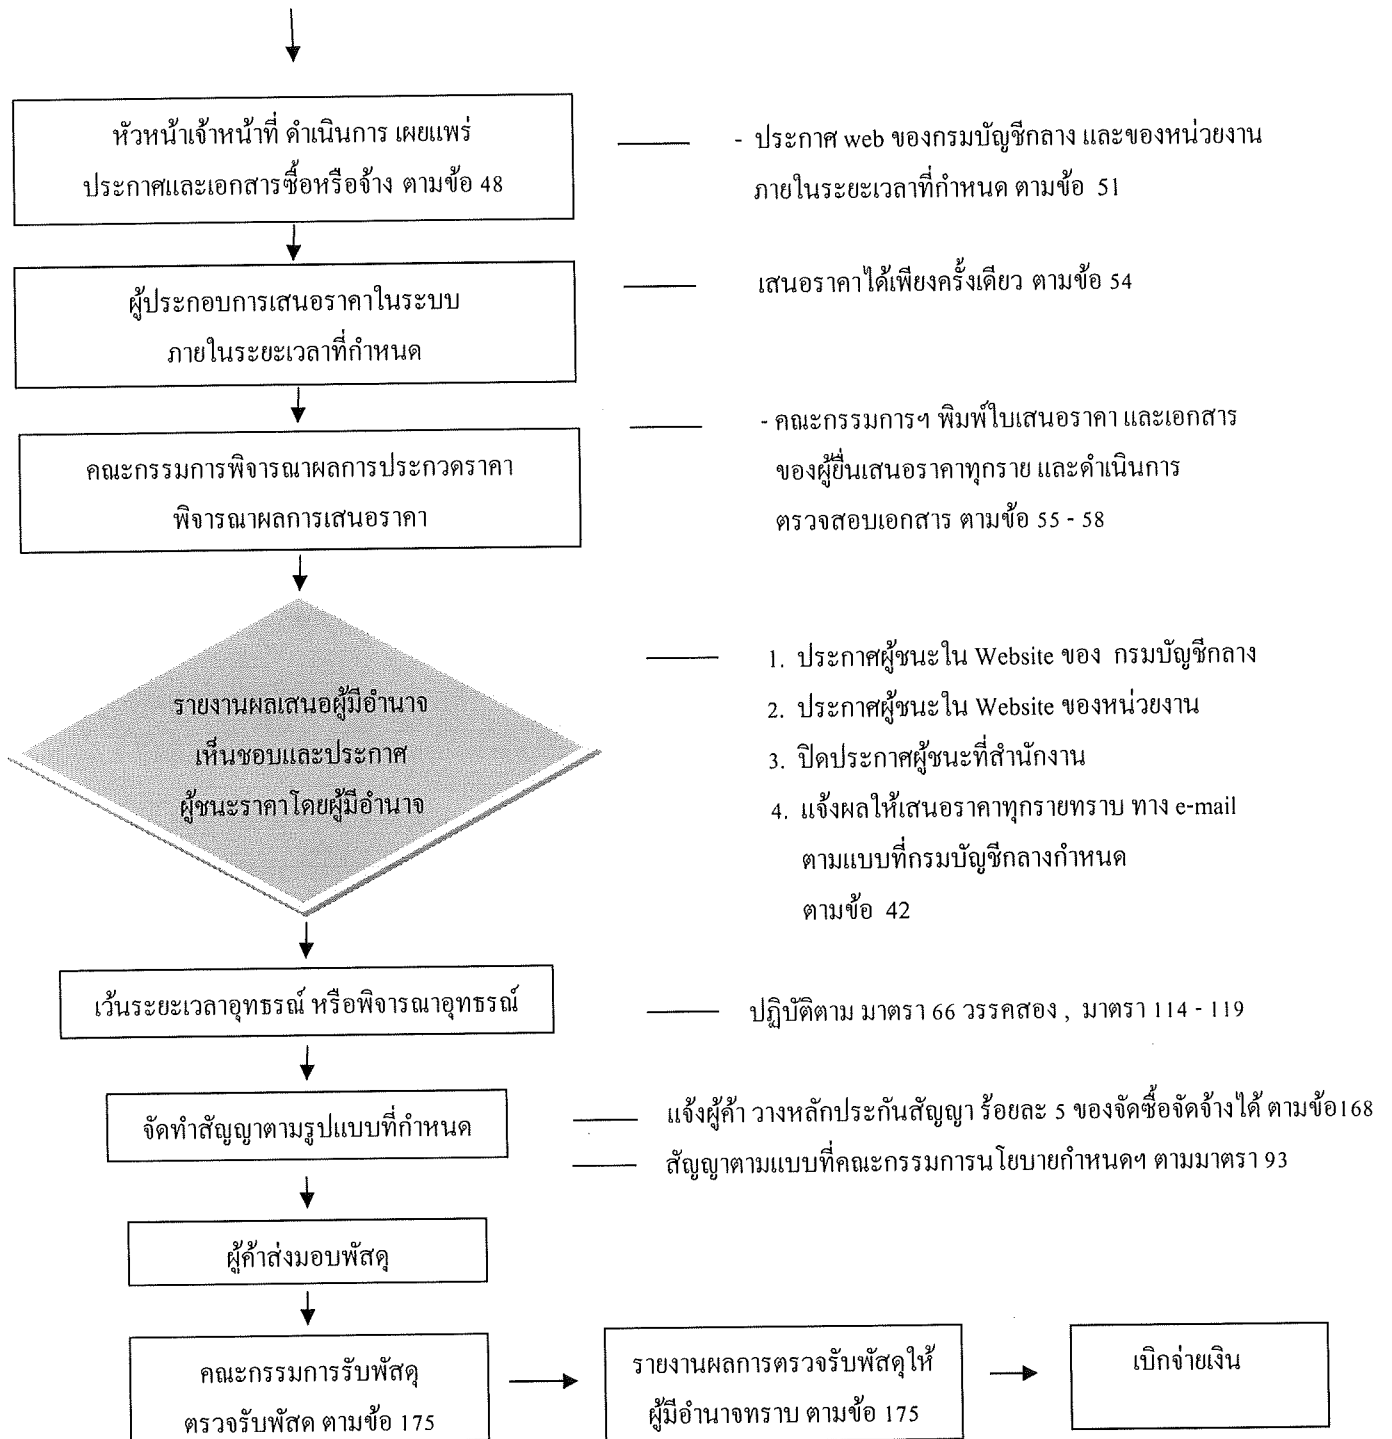 หัวหน้าเจ้าหน้าที่ ดำเนินการ เผยแพร่
ประกาศและเอกสารซื้อหรือจ้าง ตามข้อ 48
- ประกาศ web ของกรมบัญชีกลาง และของหน่วยงาน
ภายในระยะเวลาที่กำหนด ตามข้อ 51
ผู้ประกอบการเสนอราคาในระบบ
ภายในระยะเวลาที่กำหนด
เสนอราคาได้เพียงครั้งเดียว ตามข้อ 54
คณะกรรมการพิจารณาผลการประกวดราคา
พิจารณาผลการเสนอราคา
- คณะกรรมการฯ พิมพ์ใบเสนอราคา และเอกสาร
ของผู้ยื่นเสนอราคาทุกราย และดำเนินการ
ตรวจสอบเอกสาร ตามข้อ 55 - 58
รายงานผลเสนอผู้มีอำนาจ
เห็นชอบและประกาศ
ผู้ชนะราคาโดยผู้มีอำนาจ
1. ประกาศผู้ชนะใน Website ของ กรมบัญชีกลาง
2. ประกาศผู้ชนะใน Website ของหน่วยงาน
3. ปิดประกาศผู้ชนะที่สำนักงาน
4. แจ้งผลให้เสนอราคาทุกรายทราบ ทาง e-mail
ตามแบบที่กรมบัญชีกลางกำหนด
ตามข้อ 42
เว้นระยะเวลาอุทธรณ์ หรือพิจารณาอุทธรณ์
ปฏิบัติตาม มาตรา 66 วรรคสอง , มาตรา 114 - 119
จัดทำสัญญาตามรูปแบบที่กำหนด
แจ้งผู้ค้า วางหลักประกันสัญญา ร้อยละ 5 ของจัดซื้อจัดจ้างได้ ตามข้อ168
สัญญาตามแบบที่คณะกรรมการนโยบายกำหนดฯ ตามมาตรา 93
ผู้ค้าส่งมอบพัสดุ
คณะกรรมการรับพัสดุ
ตรวจรับพัสด ตามข้อ 175
รายงานผลการตรวจรับพัสดุให้
ผู้มีอำนาจทราบ ตามข้อ 175
เบิกจ่ายเงิน